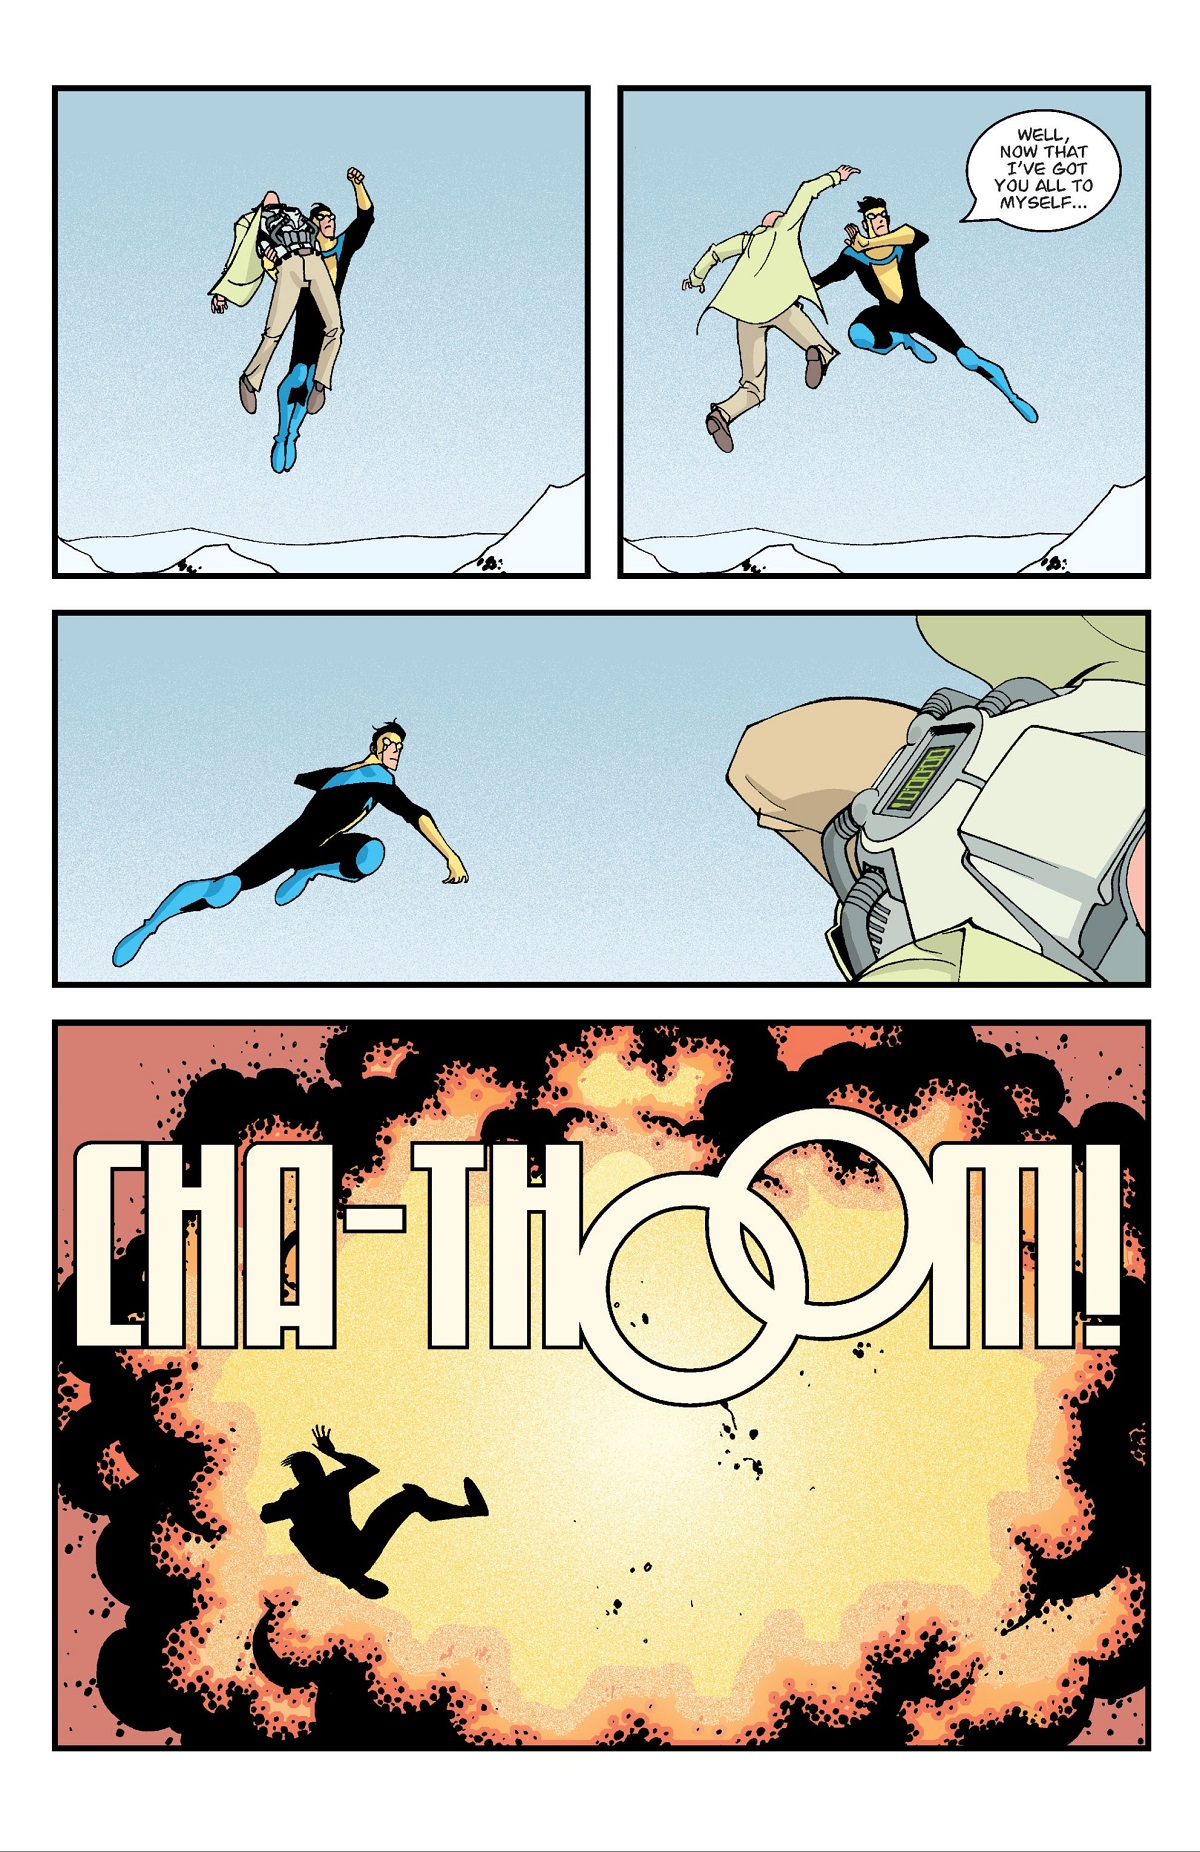 WELL,
NOW THAT
I'VE GOT
YOU ALL TO
MYSELF...
CHA-THOOM!